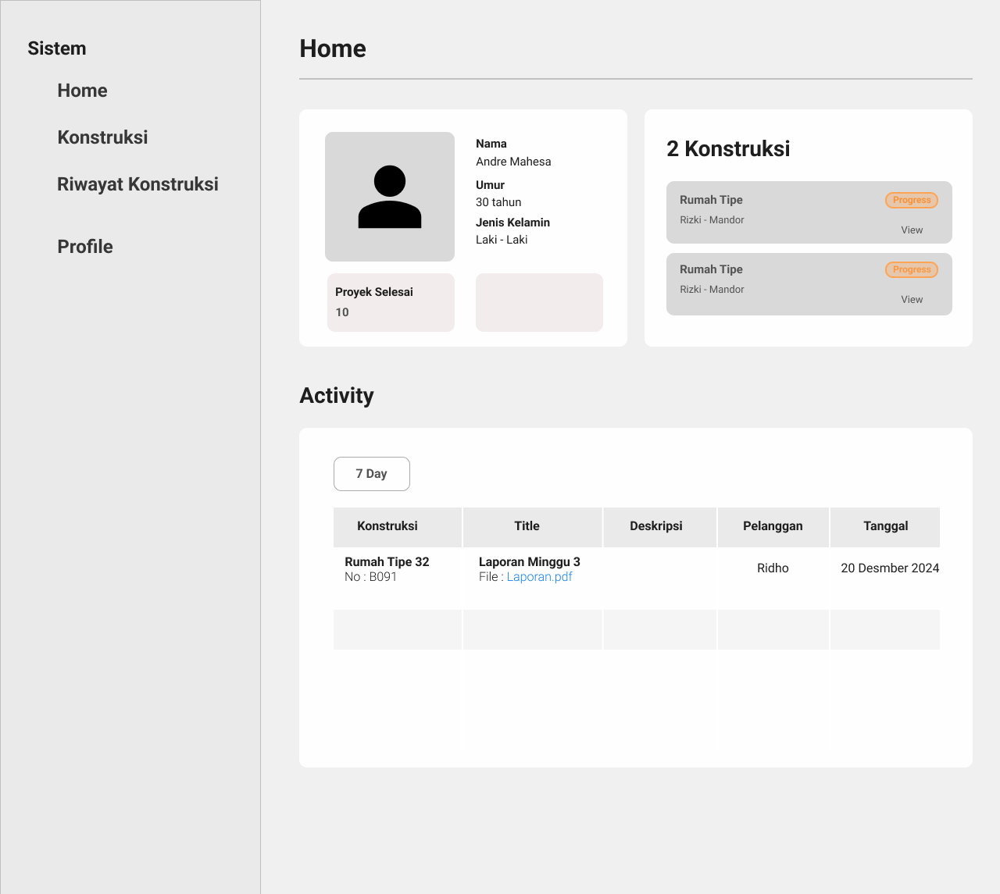 Sistem
Home
Konstruksi
Riwayat Konstruksi
Profile
Home
Nama
Andre Mahesa
Umur
30 tahun
Jenis Kelamin
Laki - Laki
Proyek Selesai
10
2 Konstruksi
Rumah Tipe
Progress
Rizki - Mandor
View
Rumah Tipe
Progress
Rizki - Mandor
View
Activity
7 Day
Konstruksi Title Deskripsi Pelanggan Tanggal
Rumah Tipe 32
No : B091
Laporan Minggu 3
File : Laporan.pdf
Ridho
20 Desmber 2024